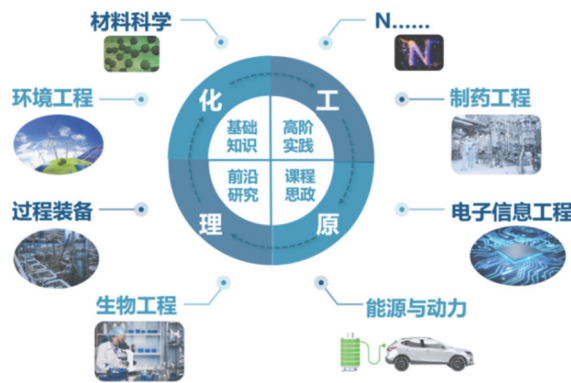 材料科学
N……
环境工程
制药工程
化
工
基础
知识
高阶
实践
前沿
研究
课程
思政
理
原
过程装备
电子信息工程
生物工程
能源与动力
N